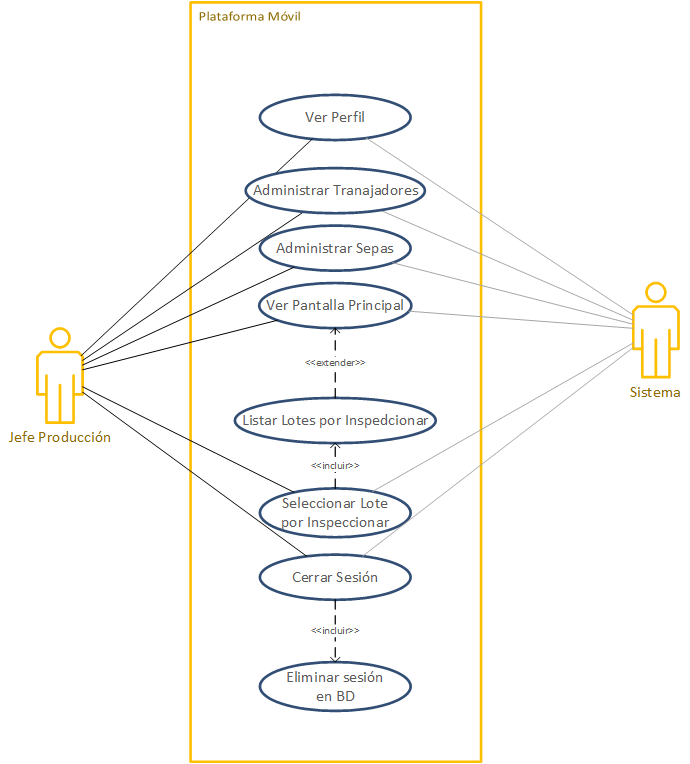 Plataforma Móvil
Ver Perfil
Administrar Tranajadores
Administrar Sepas
Ver Pantalla Principal
<<extender>>
Sistema
Listar Lotes por Inspedcionar
Jefe Producción
<<incluir>>
Seleccionar Lote
por Inspeccionar
Cerrar Sesión
<<incluir>>
Eliminar sesión
en BD